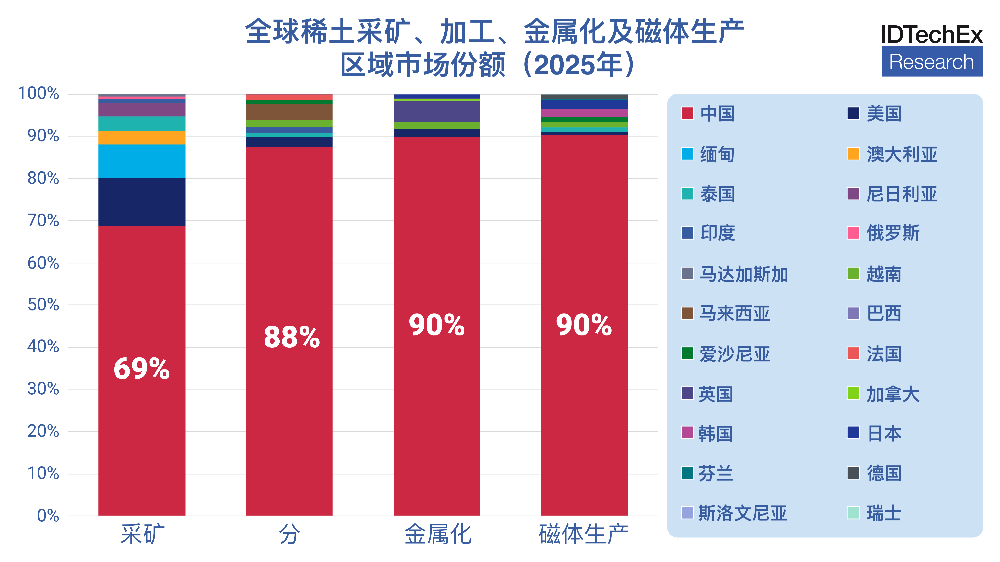 全球稀土采矿、加工、金属化及磁体生产
区域市场份额（2025年）
IDTechEx
Research
100%
90%
80%
70%
60%
50%
40%
30%
20%
10%
0%
69%
88%
90%
90%
采矿
分
金属化
磁体生产
中国
美国
缅甸
澳大利亚
泰国
尼日利亚
印度
俄罗斯
马达加斯加
越南
马来西亚
巴西
爱沙尼亚
法国
英国
加拿大
韩国
日本
芬兰
德国
斯洛文尼亚
瑞士